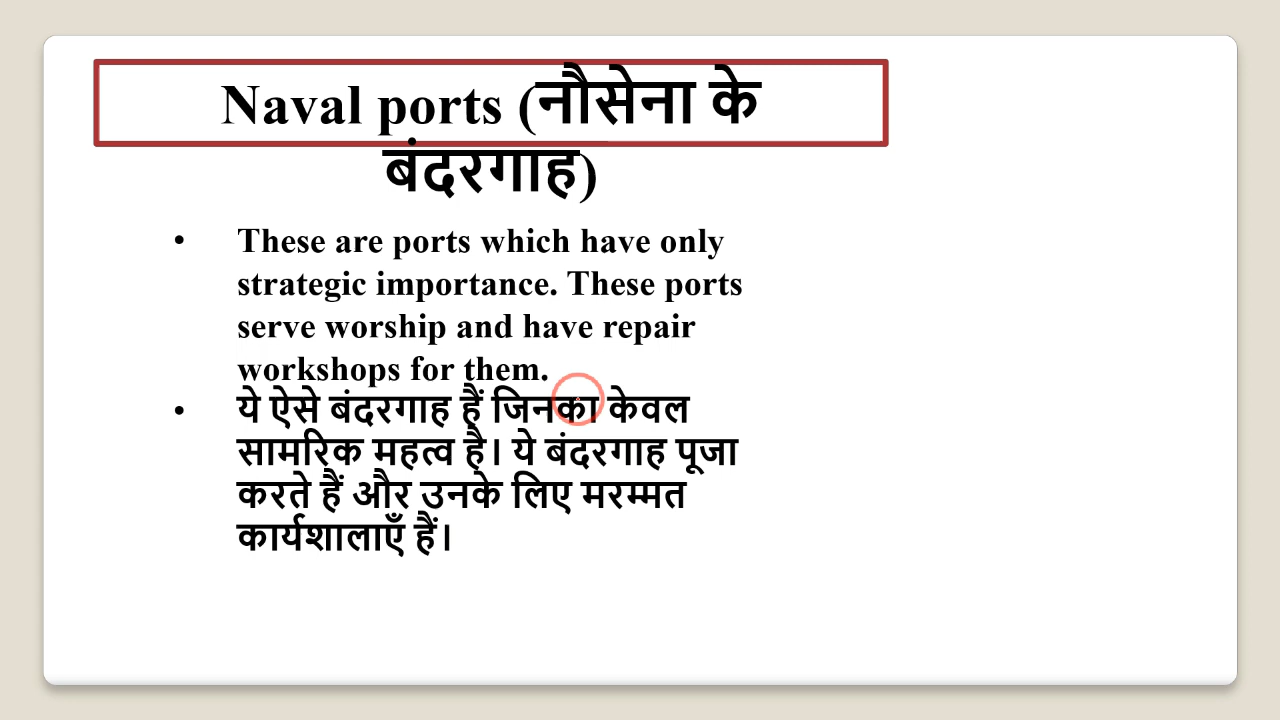 Naval ports (नौसेना के
बंदरगाह)
• These are ports which have only
strategic importance. These ports
serve worship and have repair
workshops for them.
• ये ऐसे बंदरगाह हैं जिनका केवल
सामरिक महत्व है। ये बंदरगाह पूजा
करते हैं और उनके लिए मरम्मत
कार्यशालाएँ हैं।